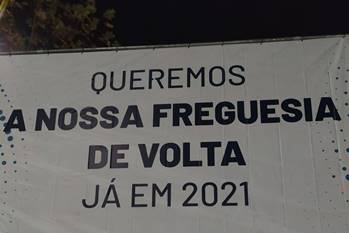 QUEREMOS
A NOSSA FREGUESIA
DE VOLTA
JÁ EM 2021